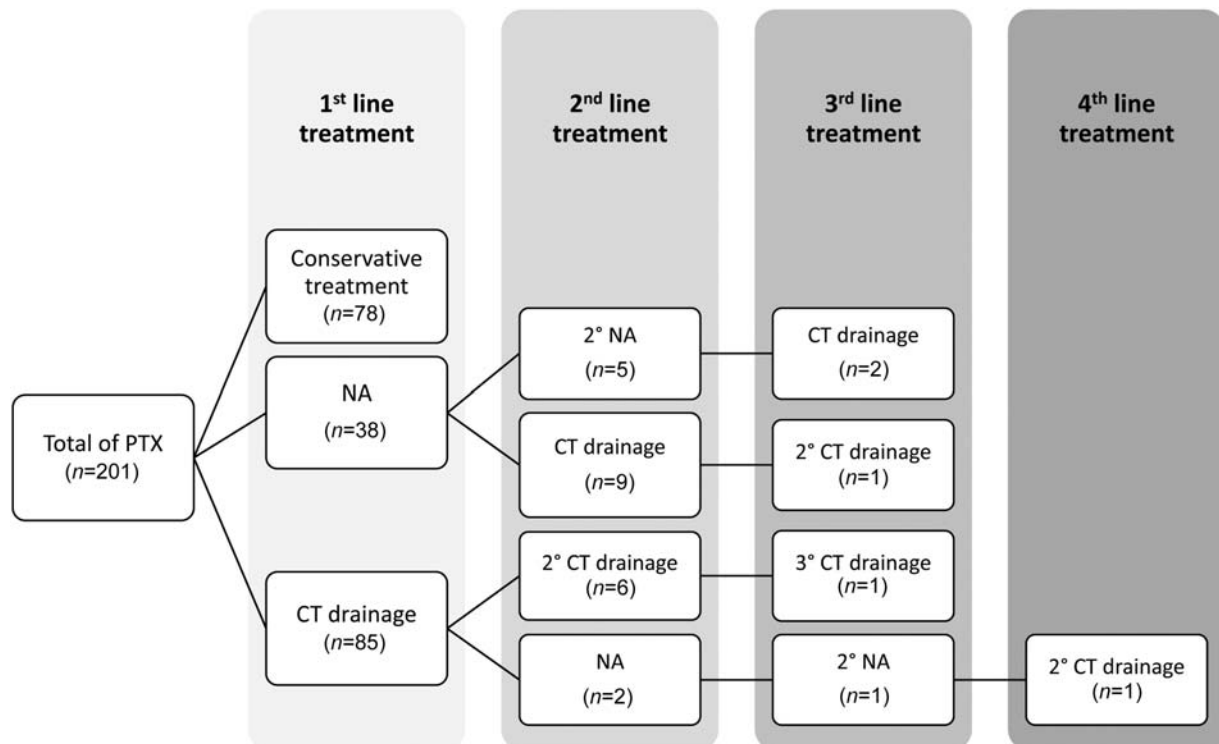 1st line
treatment
2nd line
treatment
3rd line
treatment
4th line
treatment
Total of PTX
(n=201)
Conservative
treatment
(n=78)
NA
(n=38)
CT drainage
(n=85)
2° NA
(n=5)
CT drainage
(n=9)
2° CT drainage
(n=6)
NA
(n=2)
CT drainage
(n=2)
2° CT drainage
(n=1)
3° CT drainage
(n=1)
2° NA
(n=1)
2° CT drainage
(n=1)